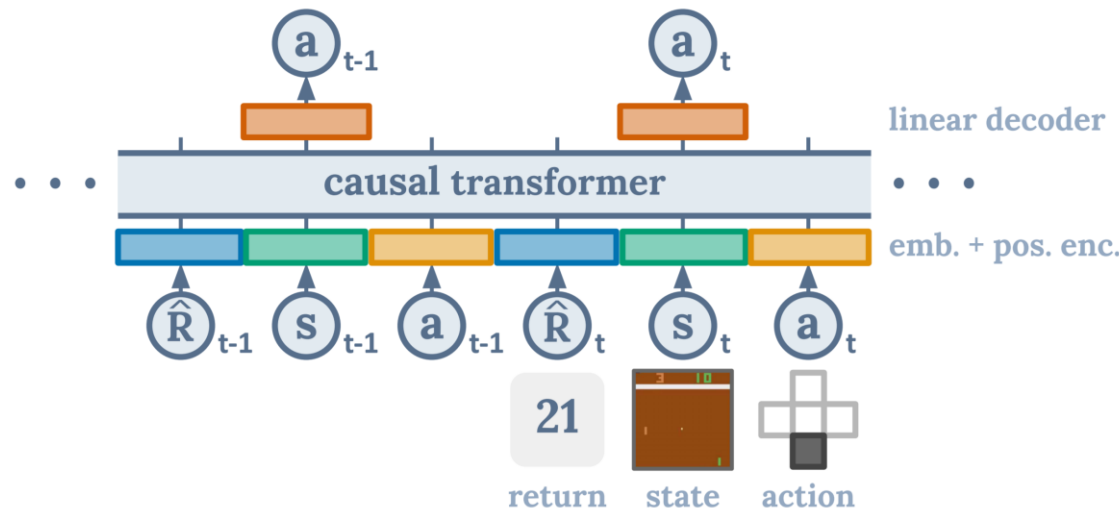 a t-1 a t
linear decoder
• • • causal transformer • • •
emb. + pos. enc.
R̂ t-1 s t-1 a t-1 R̂ t s t a t
3 10
21
return state action